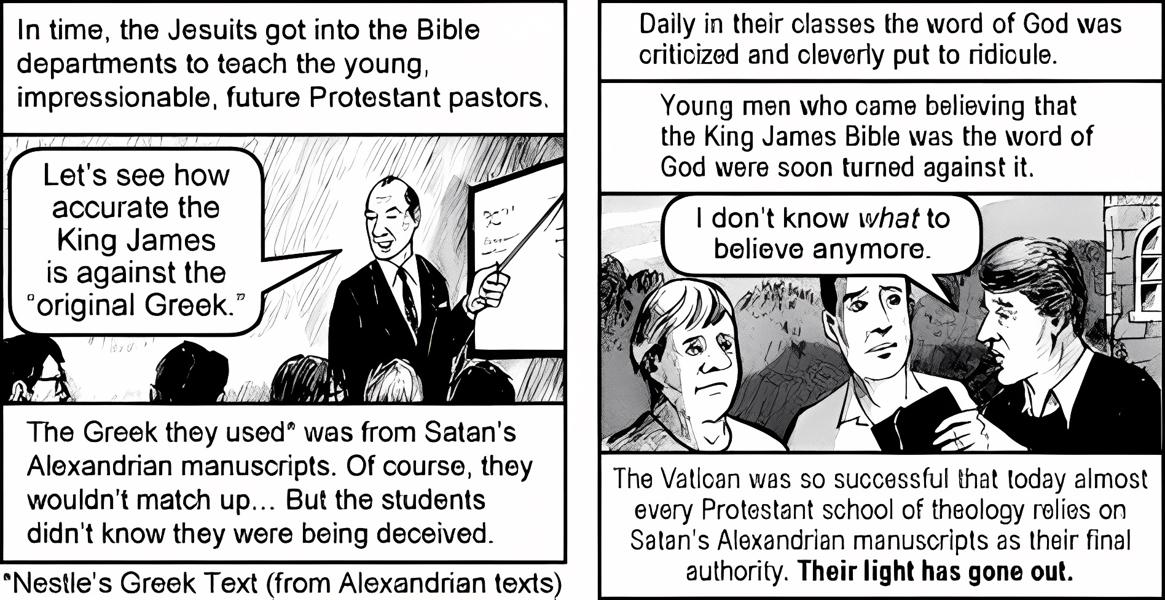 In time, the Jesuits got into the Bible
departments to teach the young,
impressionable, future Protestant pastors.
Let's see how
accurate the
King James
is against the
"original Greek."
The Greek they used* was from Satan's
Alexandrian manuscripts. Of course, they
wouldn't match up... But the students
didn't know they were being deceived.
*Nestle's Greek Text (from Alexandrian texts)
Daily in their classes the word of God was
criticized and cleverly put to ridicule.
Young men who came believing that
the King James Bible was the word of
God were soon turned against it.
I don't know what to
believe anymore.
The Vatican was so successful that today almost
every Protestant school of theology relies on
Satan's Alexandrian manuscripts as their final
authority. Their light has gone out.